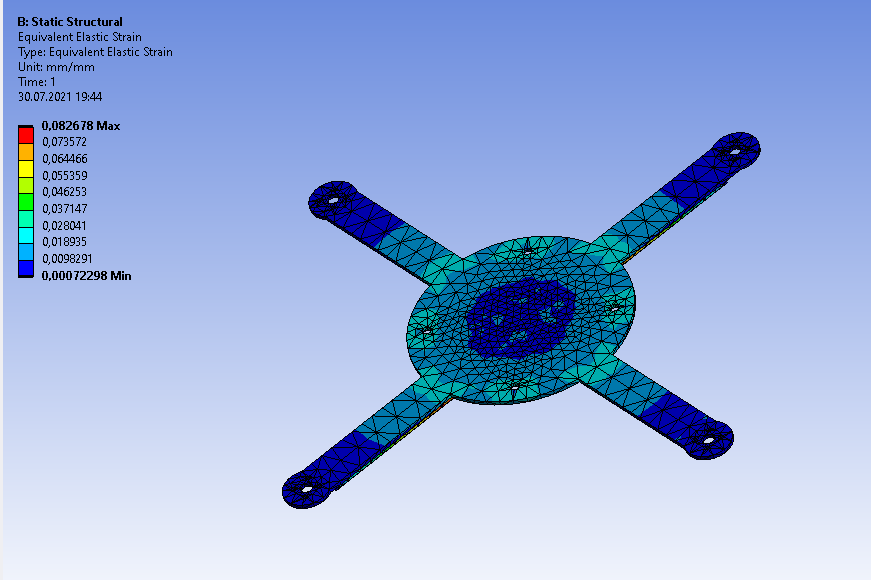 B: Static Structural
Equivalent Elastic Strain
Type: Equivalent Elastic Strain
Unit: mm/mm
Time: 1
30.07.2021 19:44
0,082678 Max
0,073572
0,064466
0,055359
0,046253
0,037147
0,028041
0,018935
0,0098291
0,00072298 Min